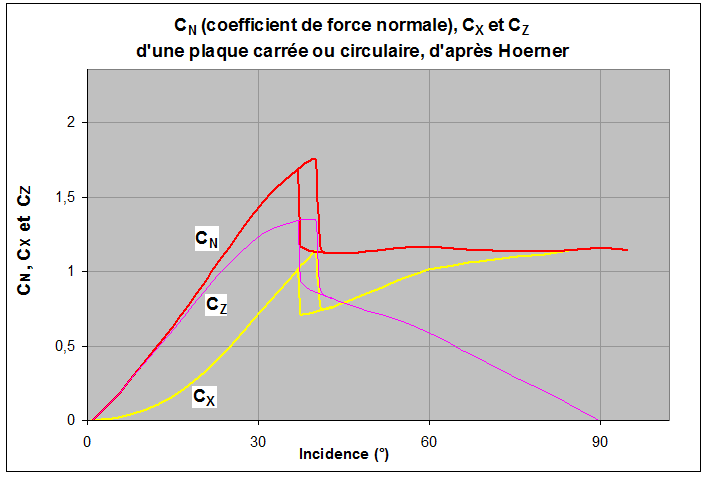 CN (coefficient de force normale), CX et CZ
d'une plaque carrée ou circulaire, d'après Hoerner
CN, CX et CZ
2
1,5
1
0,5
0
CN
CZ
CX
0
30
60
90
Incidence (°)